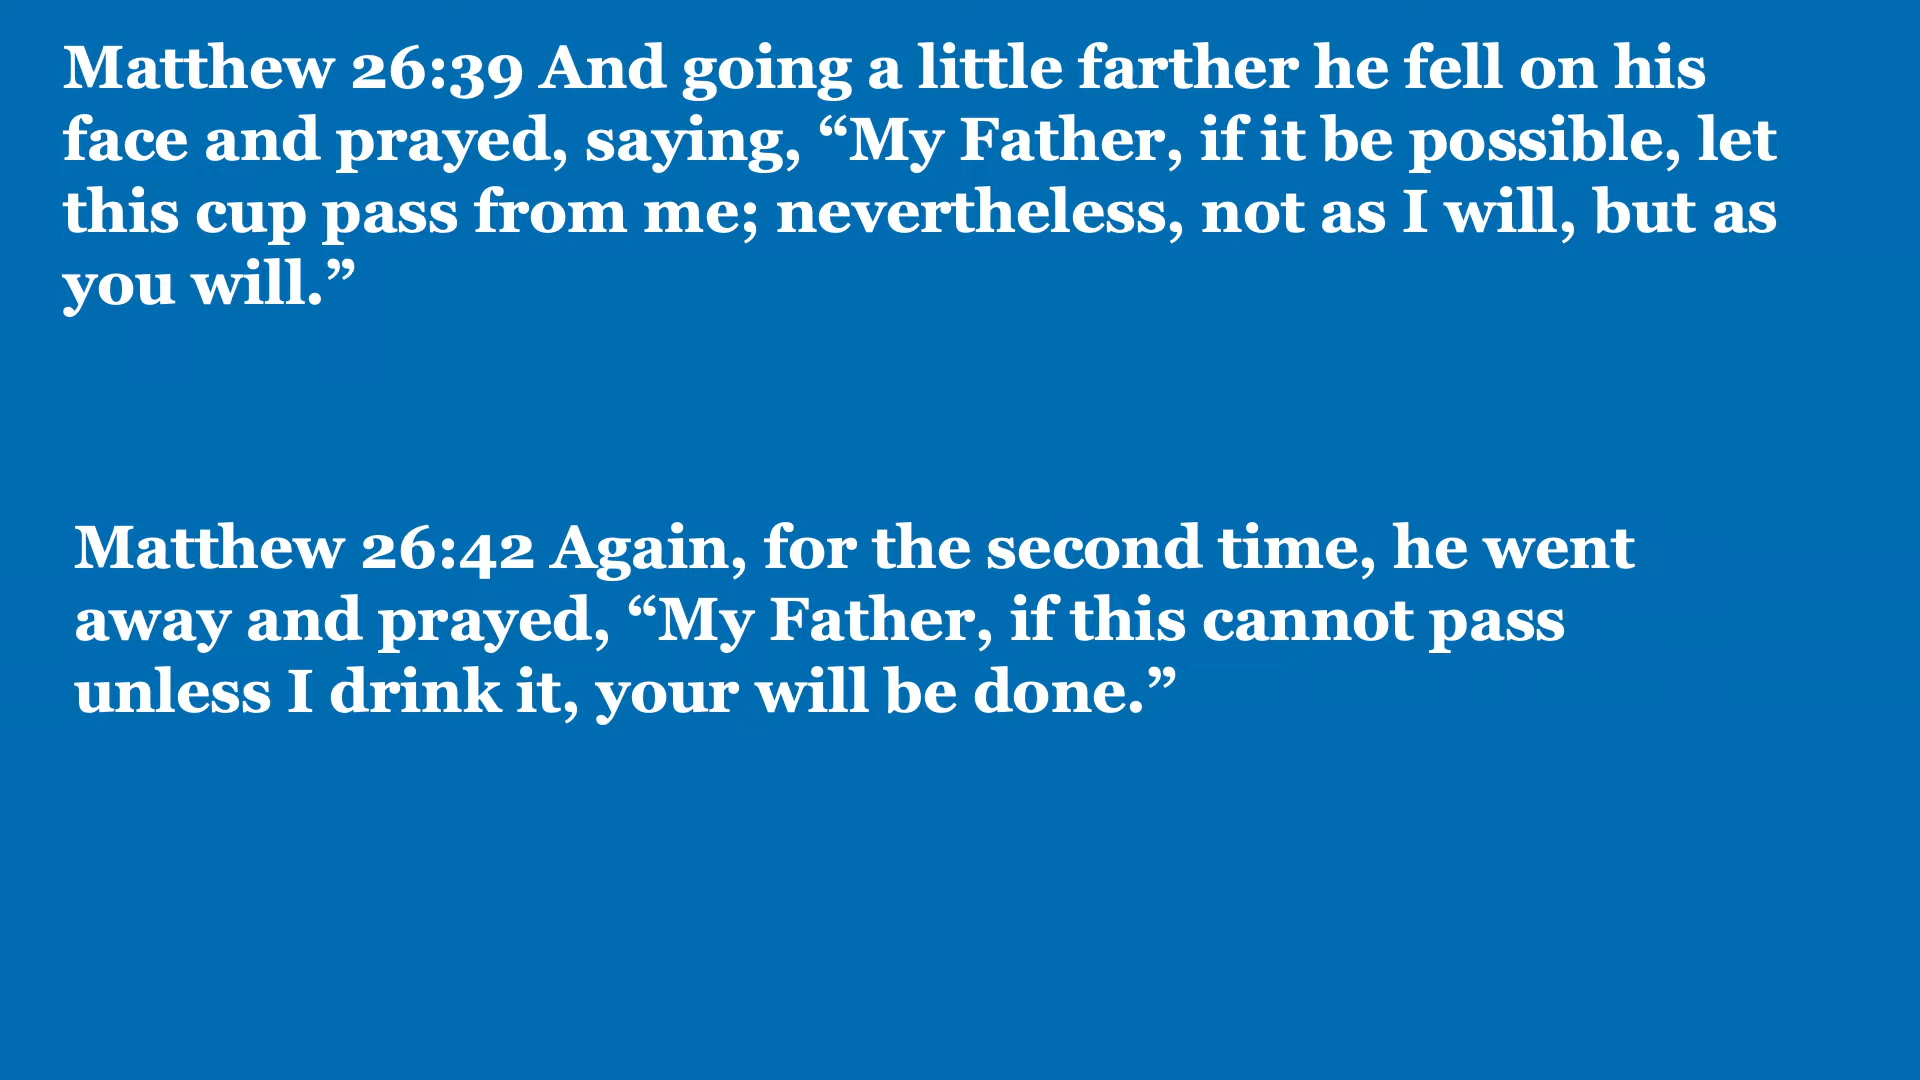 Matthew 26:39 And going a little farther he fell on his
face and prayed, saying, “My Father, if it be possible, let
this cup pass from me; nevertheless, not as I will, but as
you will.”
Matthew 26:42 Again, for the second time, he went
away and prayed, “My Father, if this cannot pass
unless I drink it, your will be done.”